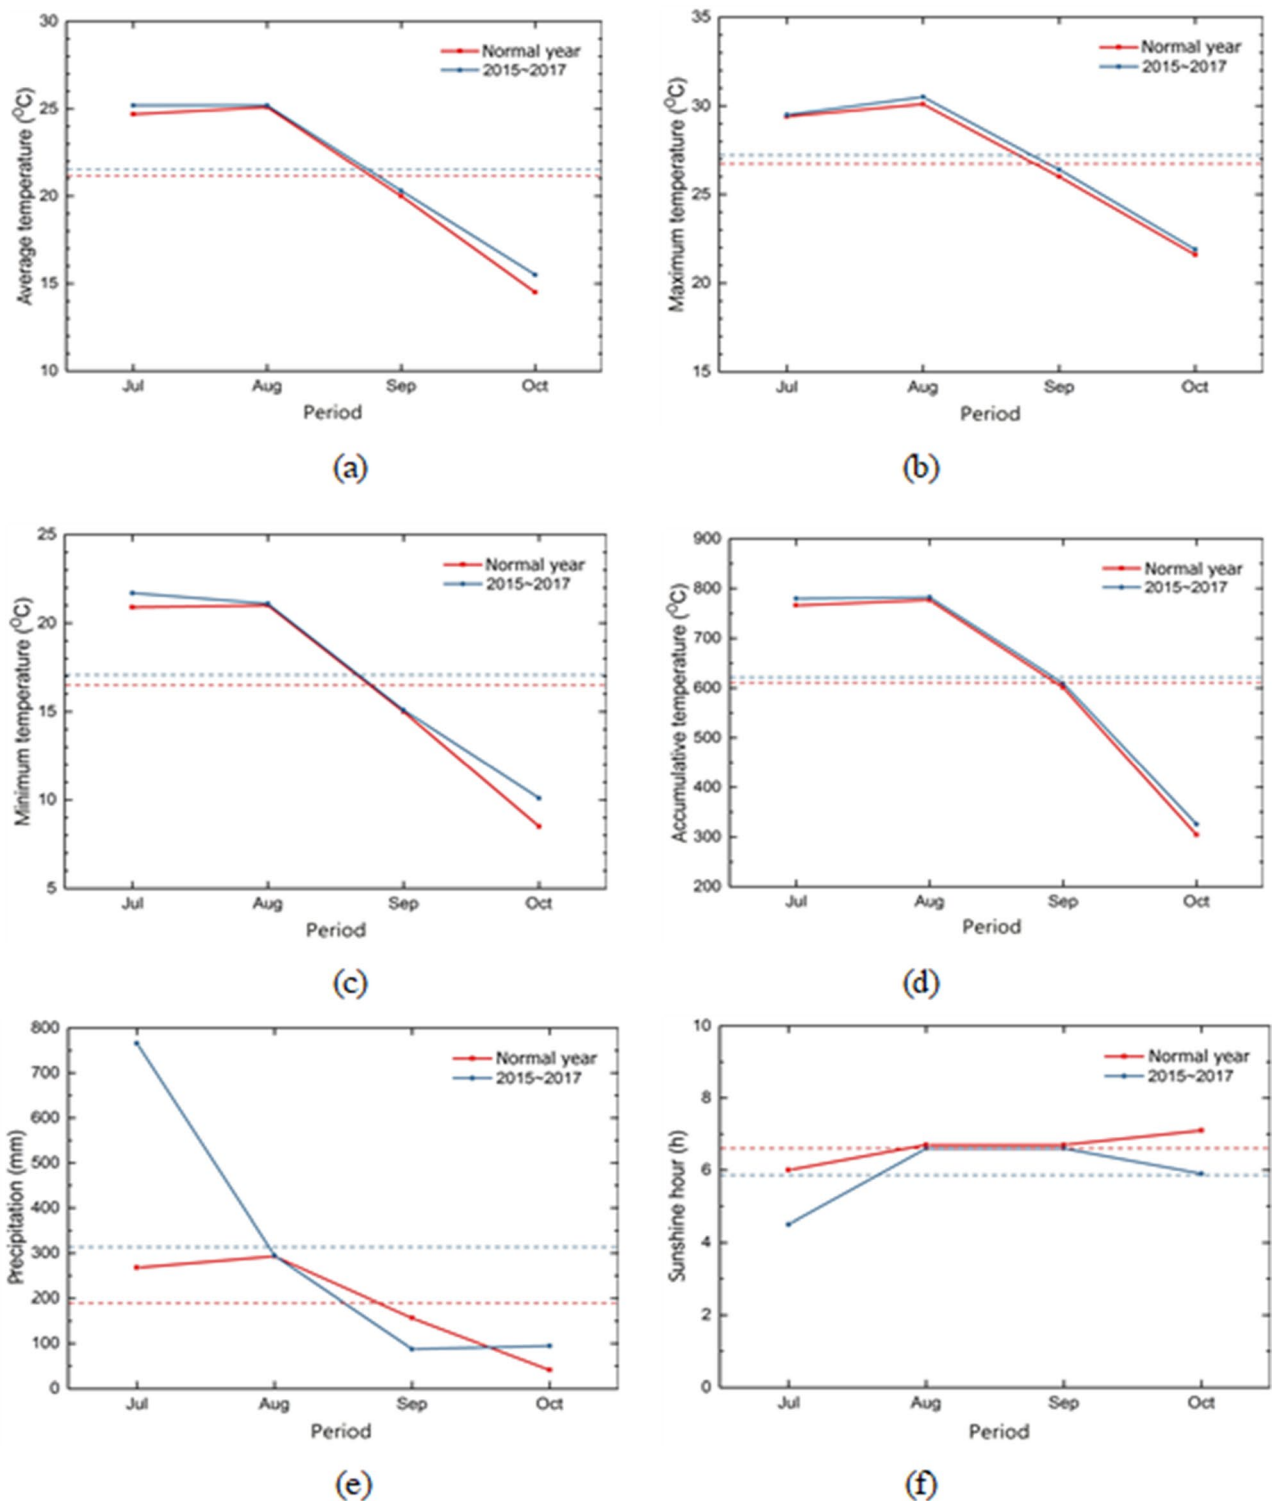 30
25
20
15
10
Average temperature (OC)
Normal year
2015~2017
Jul Aug Sep Oct
Period
(a)
35
30
25
20
15
Maximum temperature (OC)
Normal year
2015~2017
Jul Aug Sep Oct
Period
(b)
25
20
15
10
5
Minimum temperature (OC)
Normal year
2015~2017
Jul Aug Sep Oct
Period
(c)
900
800
700
600
500
400
300
200
Accumulative temperature (OC)
Normal year
2015~2017
Jul Aug Sep Oct
Period
(d)
800
700
600
500
400
300
200
100
0
Precipitation (mm)
Normal year
2015~2017
Jul Aug Sep Oct
Period
(e)
10
8
6
4
2
0
Sunshine hour (h)
Normal year
2015~2017
Jul Aug Sep Oct
Period
(f)